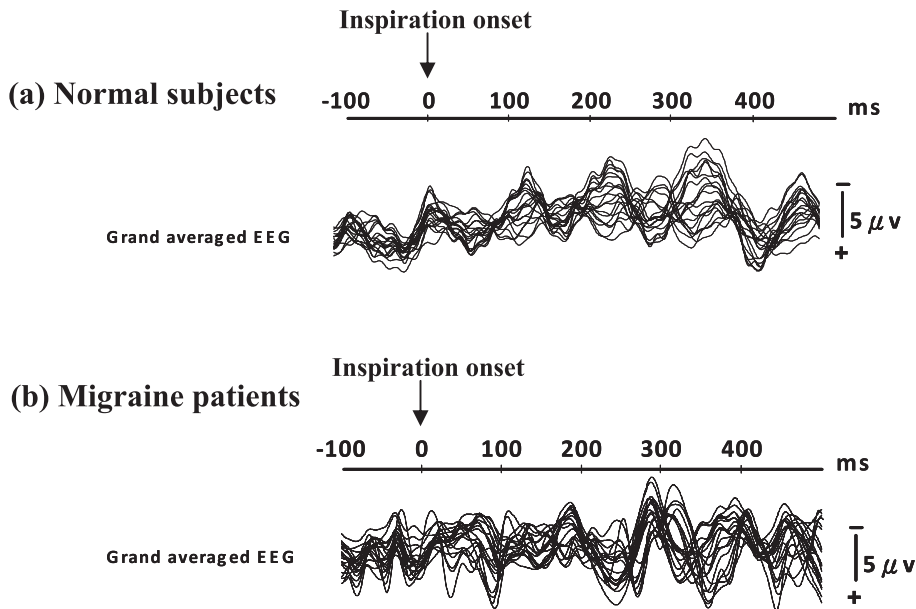 Inspiration onset
(a) Normal subjects
-100 0 100 200 300 400 ms
−
5 μv
+
Grand averaged EEG
Inspiration onset
(b) Migraine patients
-100 0 100 200 300 400 ms
−
5 μv
+
Grand averaged EEG